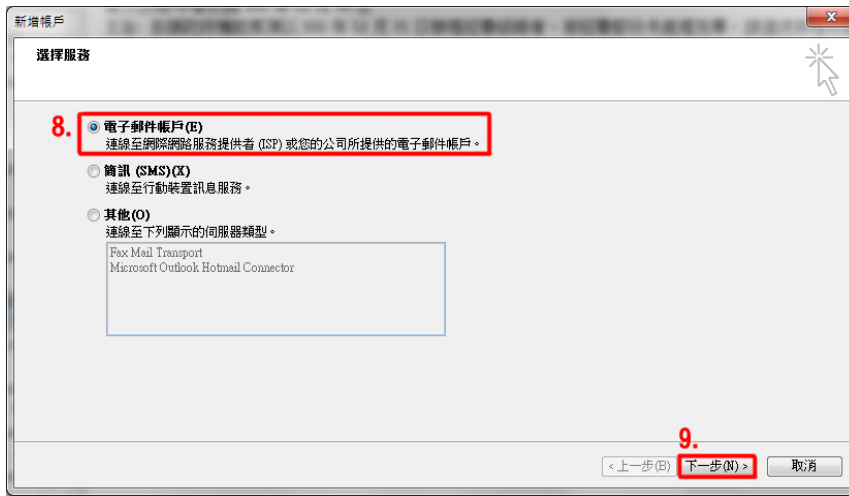 新增帳戶
選擇服務
8.
電子郵件帳戶(E)
連線至網際網路服務提供者 (ISP) 或您的公司所提供的電子郵件帳戶。
簡訊 (SMS)(X)
連線至行動裝置訊息服務。
其他(O)
連線至下列顯示的伺服器類型。
Fax Mail Transport
Microsoft Outlook Hotmail Connector
9.
<上一步(B) 下一步(N) > 取消